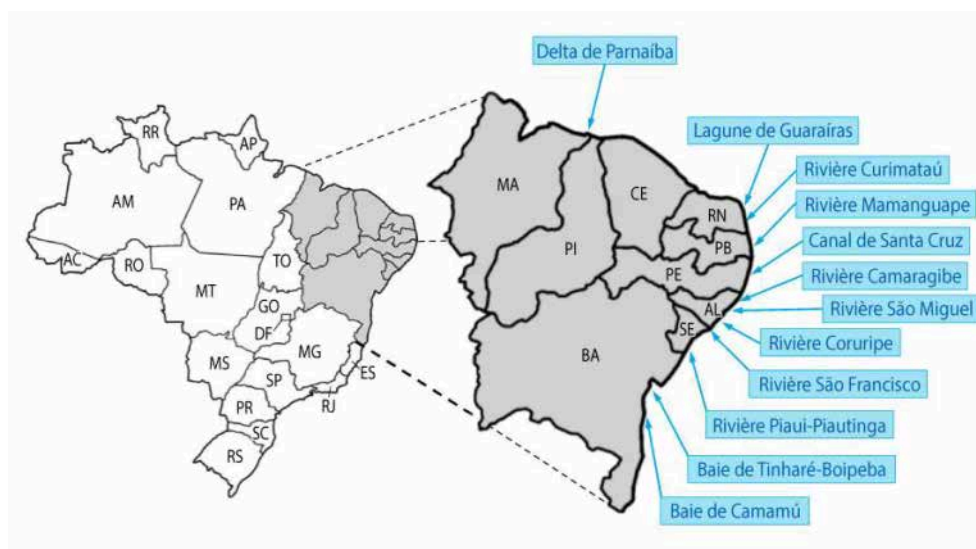 Delta de Parnaíba
Lagune de Guaraíras
Rivière Curimataú
Rivière Mamanguape
Canal de Santa Cruz
Rivière Camaragibe
Rivière São Miguel
Rivière Coruripe
Rivière São Francisco
Rivière Piaui-Piautinga
Baie de Tinharé-Boipeba
Baie de Camamú
RR
AP
AM
PA
AC
RO
TO
MT
GO
DF
MS
MG
ES
SP
RJ
PR
SC
RS
MA
CE
RN
PI
PB
PE
AL
SE
BA